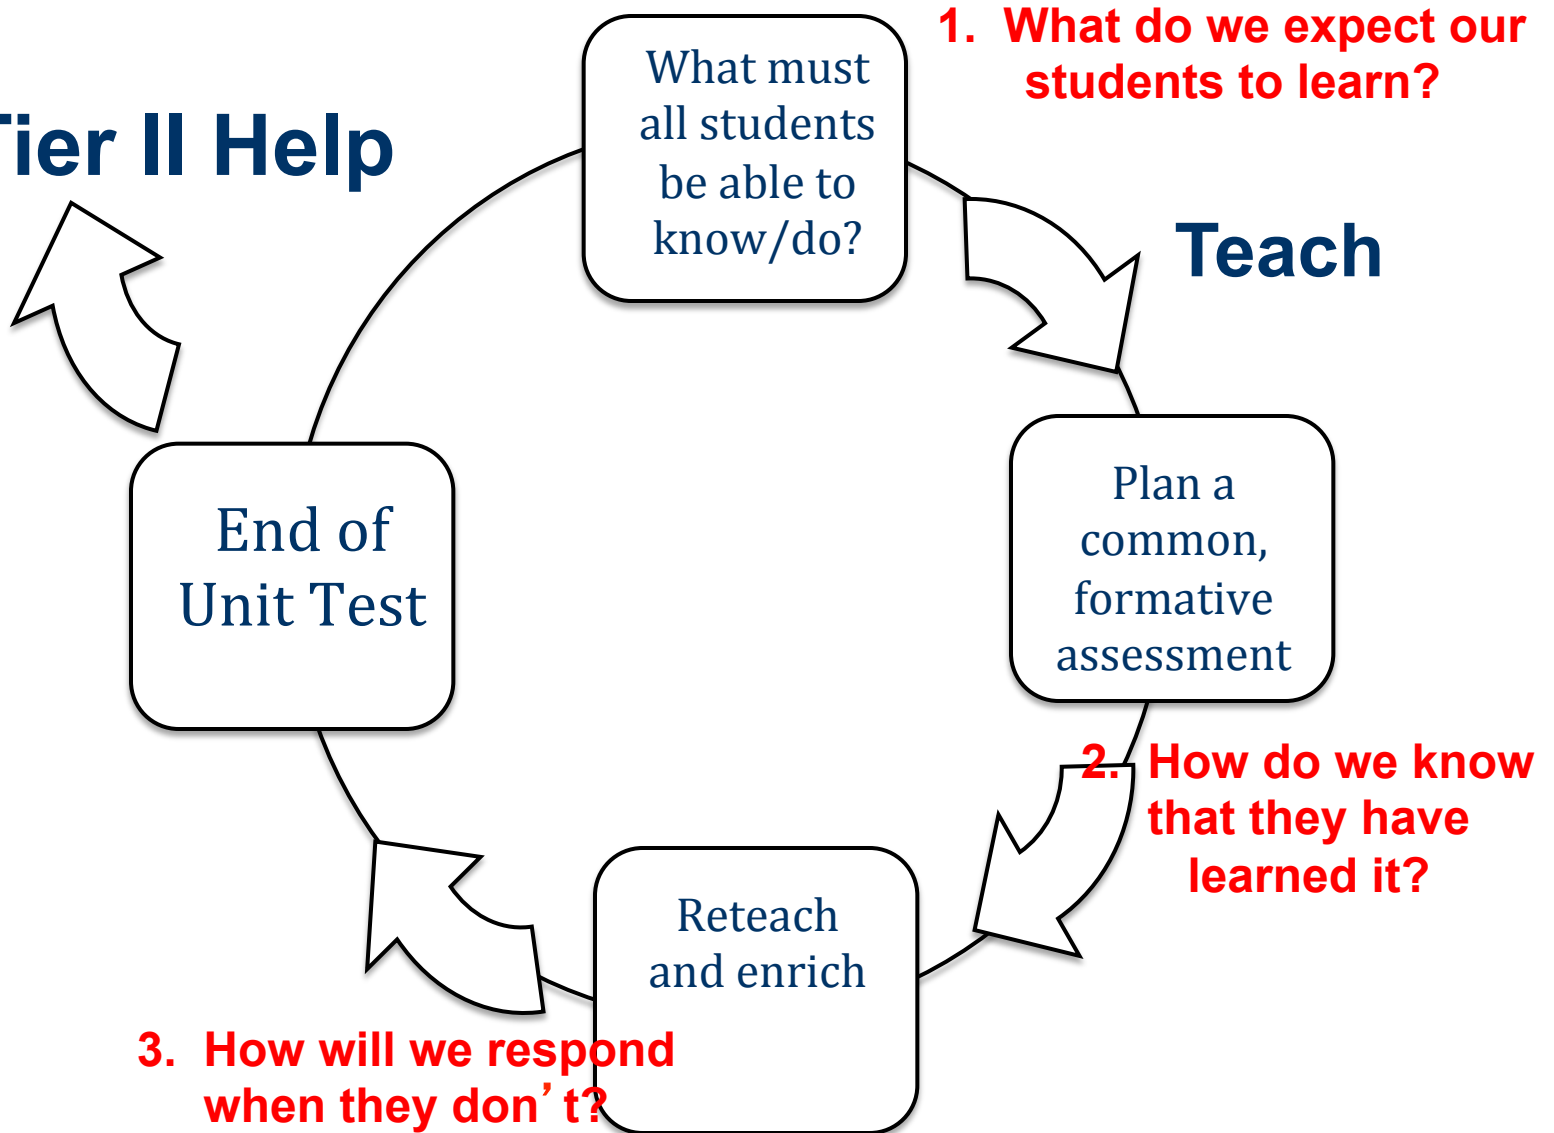 1. What do we expect our
students to learn?
What must
all students
be able to
know/do?
ier II Help
Teach
Plan a
common,
formative
assessment
End of
Unit Test
2. How do we know
that they have
learned it?
Reteach
and enrich
3. How will we respond
when they don’t?